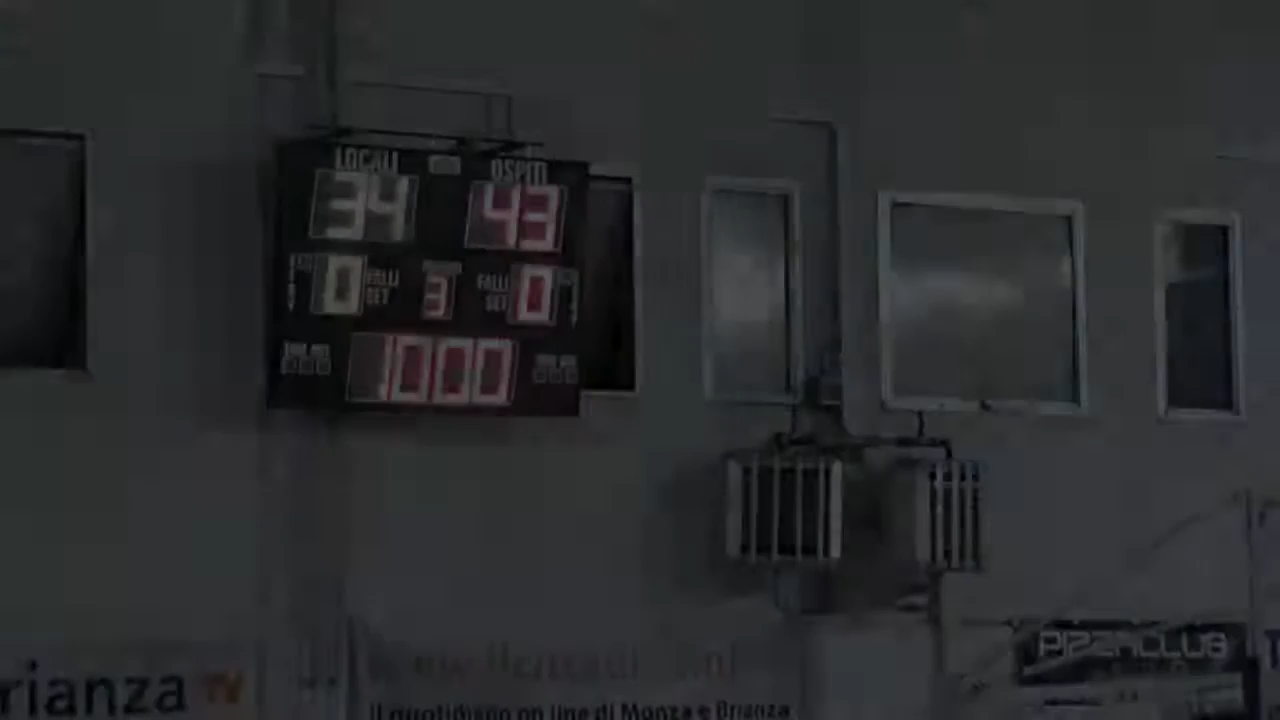 LOCALI OSPITI
34 43
0 FALLI SET 3 FALLI SET 0
1000
rianza TV
il quotidiano on line di Monza e Brianza
PIZZACLUB